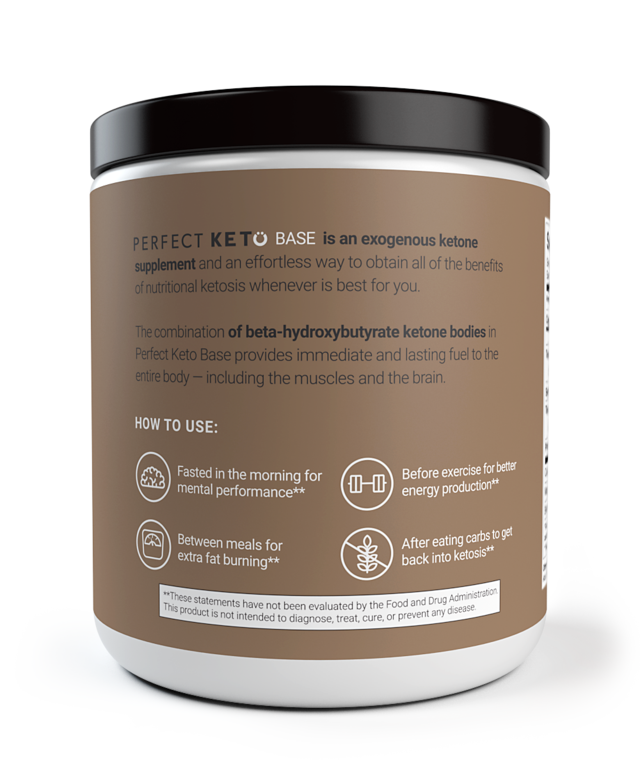 PERFECT KETO BASE is an exogenous ketone
supplement and an effortless way to obtain all of the benefits
of nutritional ketosis whenever is best for you.
The combination of beta-hydroxybutyrate ketone bodies in
Perfect Keto Base provides immediate and lasting fuel to the
entire body — including the muscles and the brain.
HOW TO USE:
Fasted in the morning for
mental performance**
Before exercise for better
energy production**
Between meals for
extra fat burning**
After eating carbs to get
back into ketosis**
**These statements have not been evaluated by the Food and Drug Administration.
This product is not intended to diagnose, treat, cure, or prevent any disease.